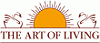 THE ART OF LIVING